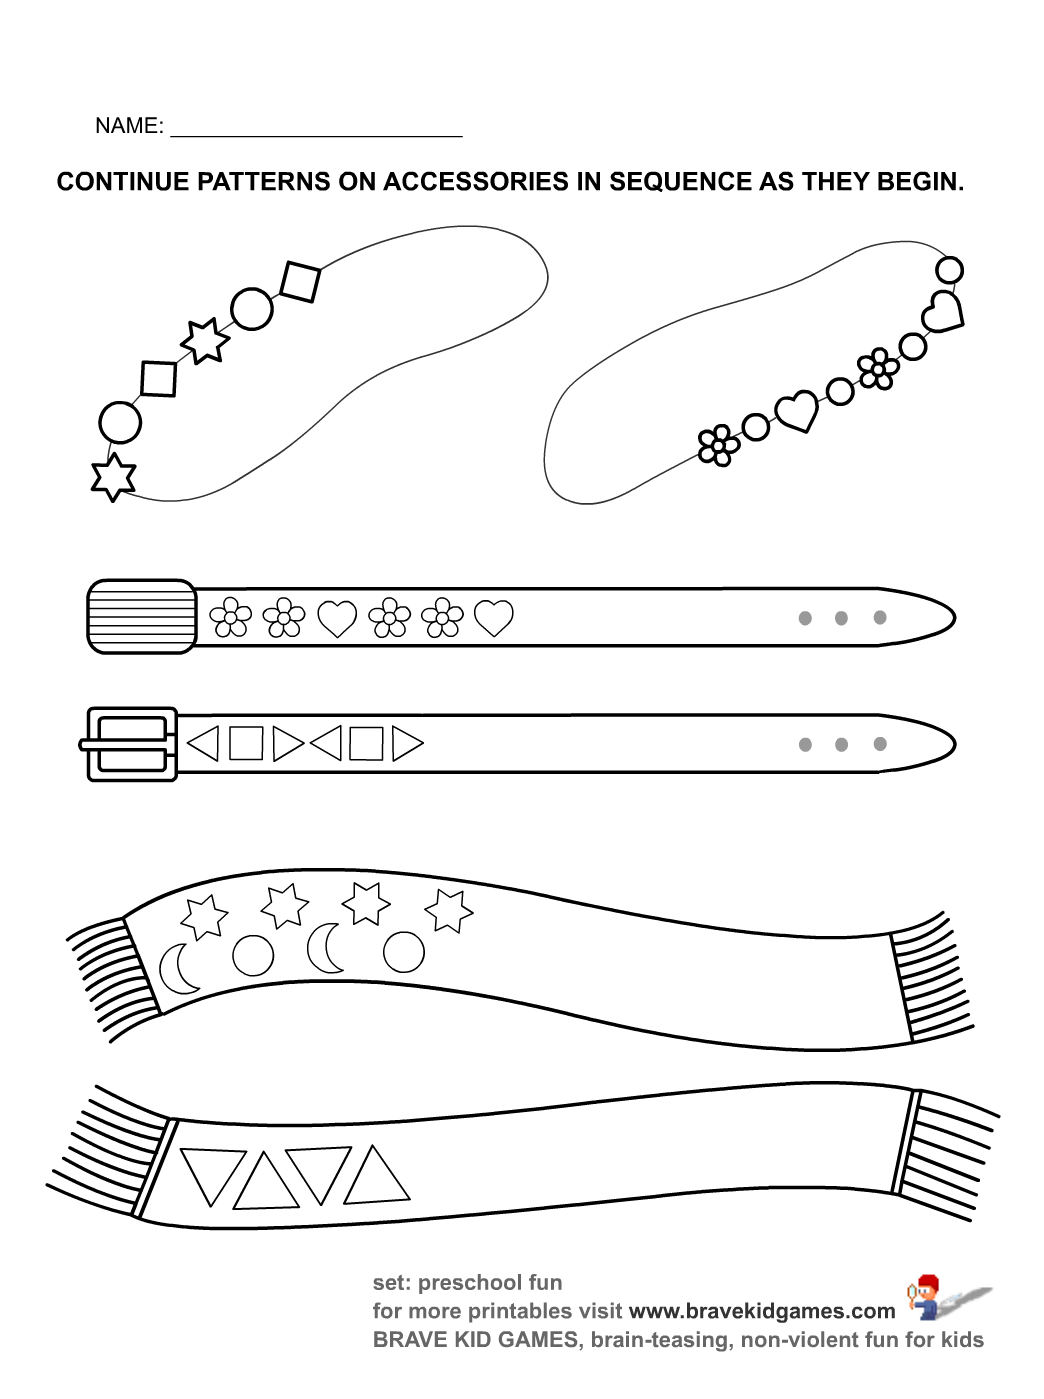 NAME: ________________________
CONTINUE PATTERNS ON ACCESSORIES IN SEQUENCE AS THEY BEGIN.
set: preschool fun
for more printables visit www.bravekidgames.com
BRAVE KID GAMES, brain-teasing, non-violent fun for kids